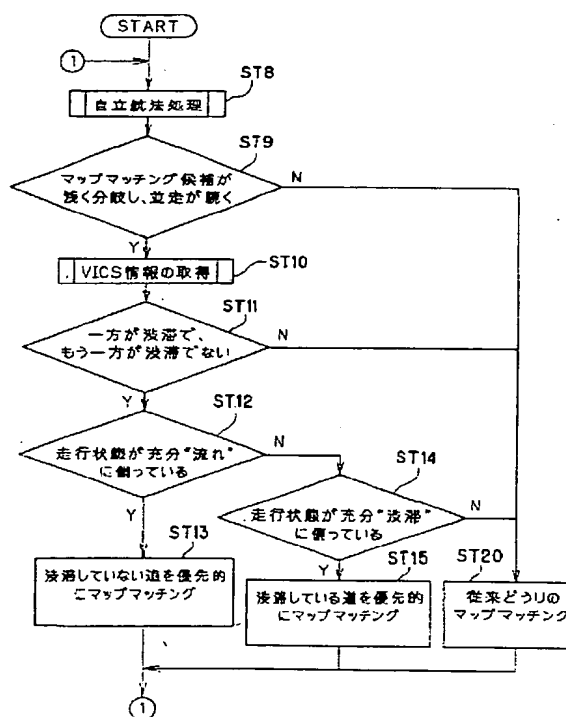 START
1
ST8
自立航法処理
ST9
マップマッチング候補が
浅く分岐し、並走が続く
N
Y
ST10
VICS情報の取得
ST11
一方が渋滞で、
もう一方が渋滞でない
N
Y
ST12
走行状態が充分"流れ"
に偏っている
N
ST14
Y
走行状態が充分"渋滞"
に偏っている
N
ST13
Y
ST15
ST20
渋滞していない道を優先的
にマップマッチング
渋滞している道を優先的
にマップマッチング
従来どうりの
マップマッチング
1